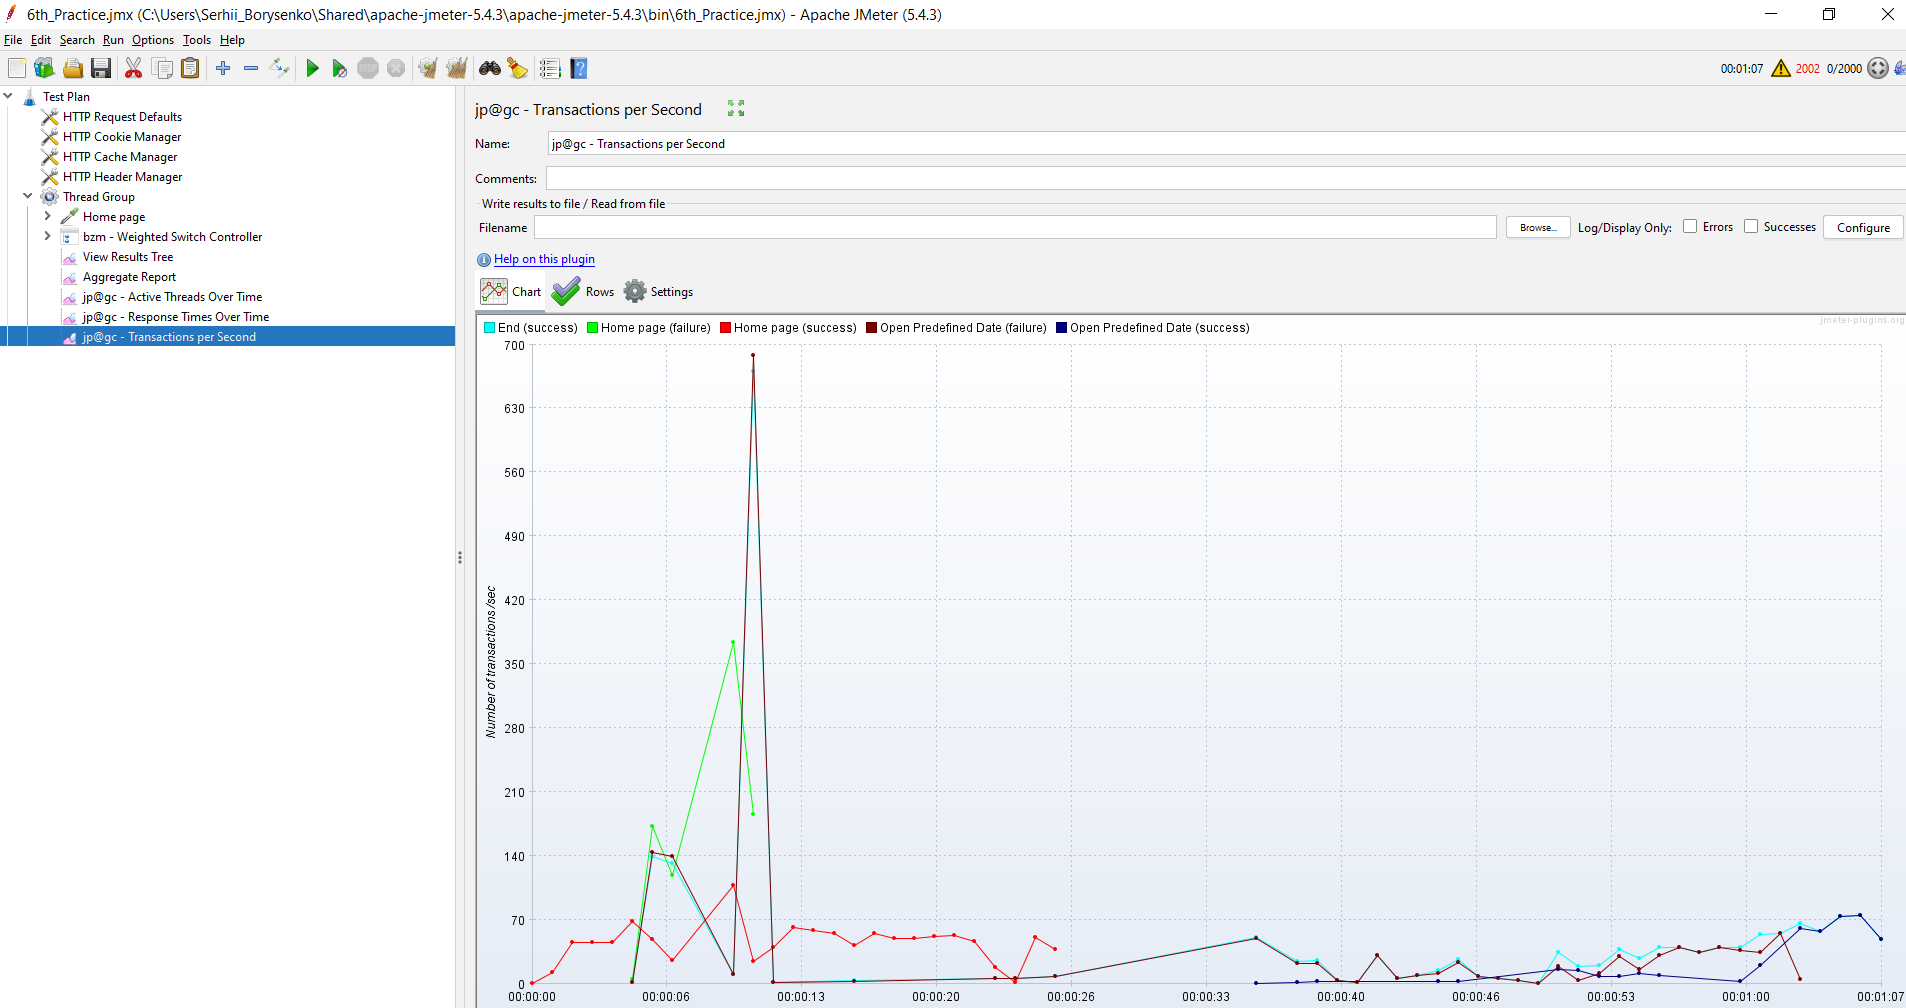 6th_Practice.jmx (C:\Users\Serhii_Borysenko\Shared\apache-jmeter-5.4.3\apache-jmeter-5.4.3\bin\6th_Practice.jmx) - Apache JMeter (5.4.3)
File Edit Search Run Options Tools Help
STOP 00:01:07 2002 0/2000
Test Plan
HTTP Request Defaults
HTTP Cookie Manager
HTTP Cache Manager
HTTP Header Manager
Thread Group
Home page
bzm - Weighted Switch Controller
View Results Tree
Aggregate Report
jp@gc - Active Threads Over Time
jp@gc - Response Times Over Time
jp@gc - Transactions per Second
jp@gc - Transactions per Second
Name: jp@gc - Transactions per Second
Comments:
Write results to file / Read from file
Filename Browse... Log/Display Only: Errors Successes Configure
Help on this plugin
Chart Rows Settings
jmeter-plugins.org
End (success) Home page (failure) Home page (success) Open Predefined Date (failure) Open Predefined Date (success)
700
630
560
490
420
350
280
210
140
70
0
Number of transactions /sec
00:00:00 00:00:06 00:00:13 00:00:20 00:00:26 00:00:33 00:00:40 00:00:46 00:00:53 00:01:00 00:01:07